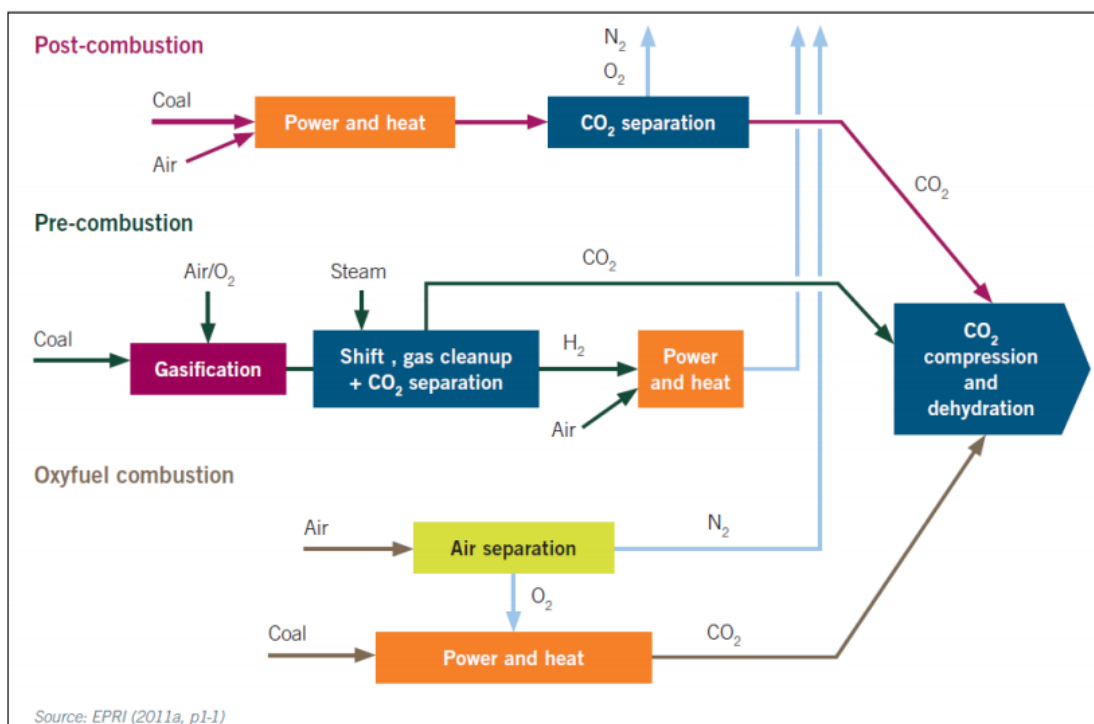 Post-combustion
N₂
O₂
Coal
Air
Power and heat
CO₂ separation
CO₂
Pre-combustion
Air/O₂
Steam
CO₂
Coal
Gasification
Shift , gas cleanup
+ CO₂ separation
H₂
Air
Power
and heat
CO₂
compression
and
dehydration
Oxyfuel combustion
Air
Air separation
N₂
O₂
Coal
Power and heat
CO₂
Source: EPRI (2011a, p1-1)